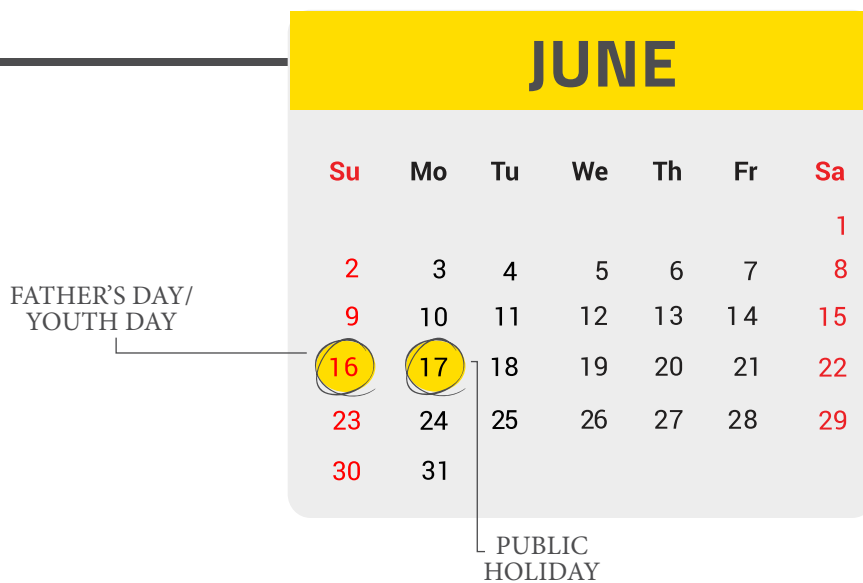 JUNE
Su Mo Tu We Th Fr Sa
1
2 3 4 5 6 7 8
FATHER'S DAY/
YOUTH DAY
9 10 11 12 13 14 15
16 17 18 19 20 21 22
23 24 25 26 27 28 29
30 31
PUBLIC
HOLIDAY